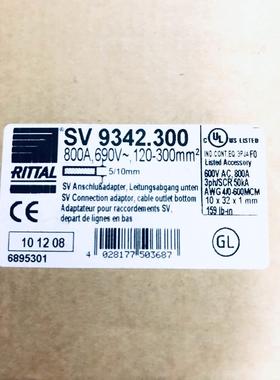 SV 9342.300
800A,690V~,120-300mm²
5/10mm
RITTAL
SV Anschlußadapter, Leitungsabgang unten
SV Connection adaptor, cable outlet bottom
Adaptateur pour raccordements SV,
depart de lignes en bas
CE
10 12 08
6895301
4 028177 503687
UL
C US LISTED
IND.CONT.EQ.
Listed Accessory
600V AC, 800A
3ph/SCR 50kA
AWG 4/0-600MCM
10 x 32 x 1 mm
159 lb-in
GL